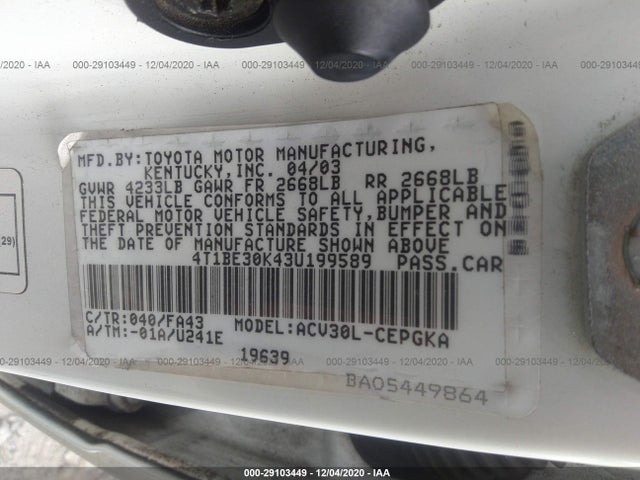 000-29103449 - 12/04/2020 - IAA
MFD.BY:TOYOTA MOTOR MANUFACTURING,
KENTUCKY,INC. 04/03
GVWR 4233LB GAWR FR 2668LB RR 2668LB
THIS VEHICLE CONFORMS TO ALL APPLICABLE
FEDERAL MOTOR VEHICLE SAFETY,BUMPER AND
THEFT PREVENTION STANDARDS IN EFFECT ON
THE DATE OF MANUFACTURE SHOWN ABOVE
4T1BE30K43U199589 PASS.CAR
C/TR:040/FA43 MODEL:ACV30L-CEPGKA
A/TM:-01A/U241E
19639
BA05449864
29)
000-29103449 - 12/04/2020 - IAA